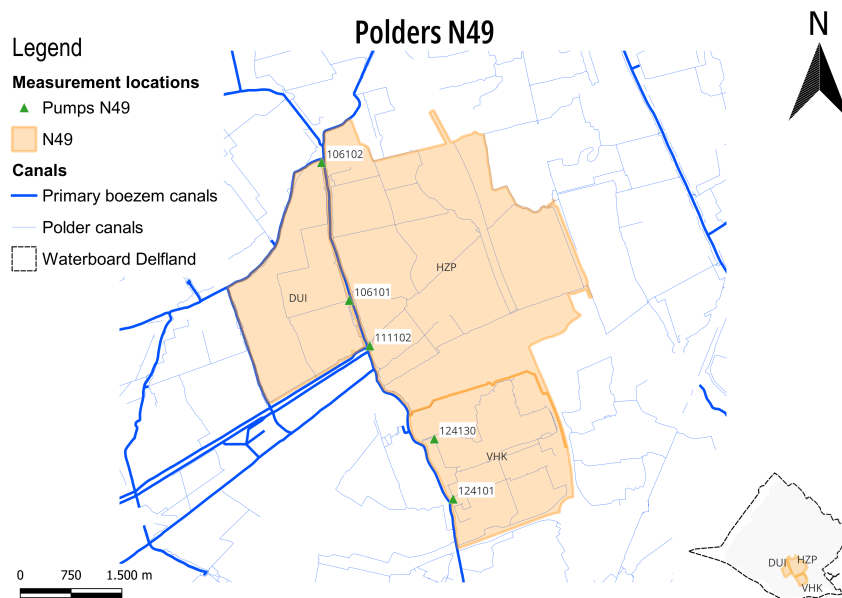 Polders N49
N
Legend
Measurement locations
Pumps N49
N49
Canals
Primary boezem canals
Polder canals
Waterboard Delfland
106102
HZP
DUI
106101
111102
124130
VHK
124101
0 750 1.500 m
DUI HZP
VHK